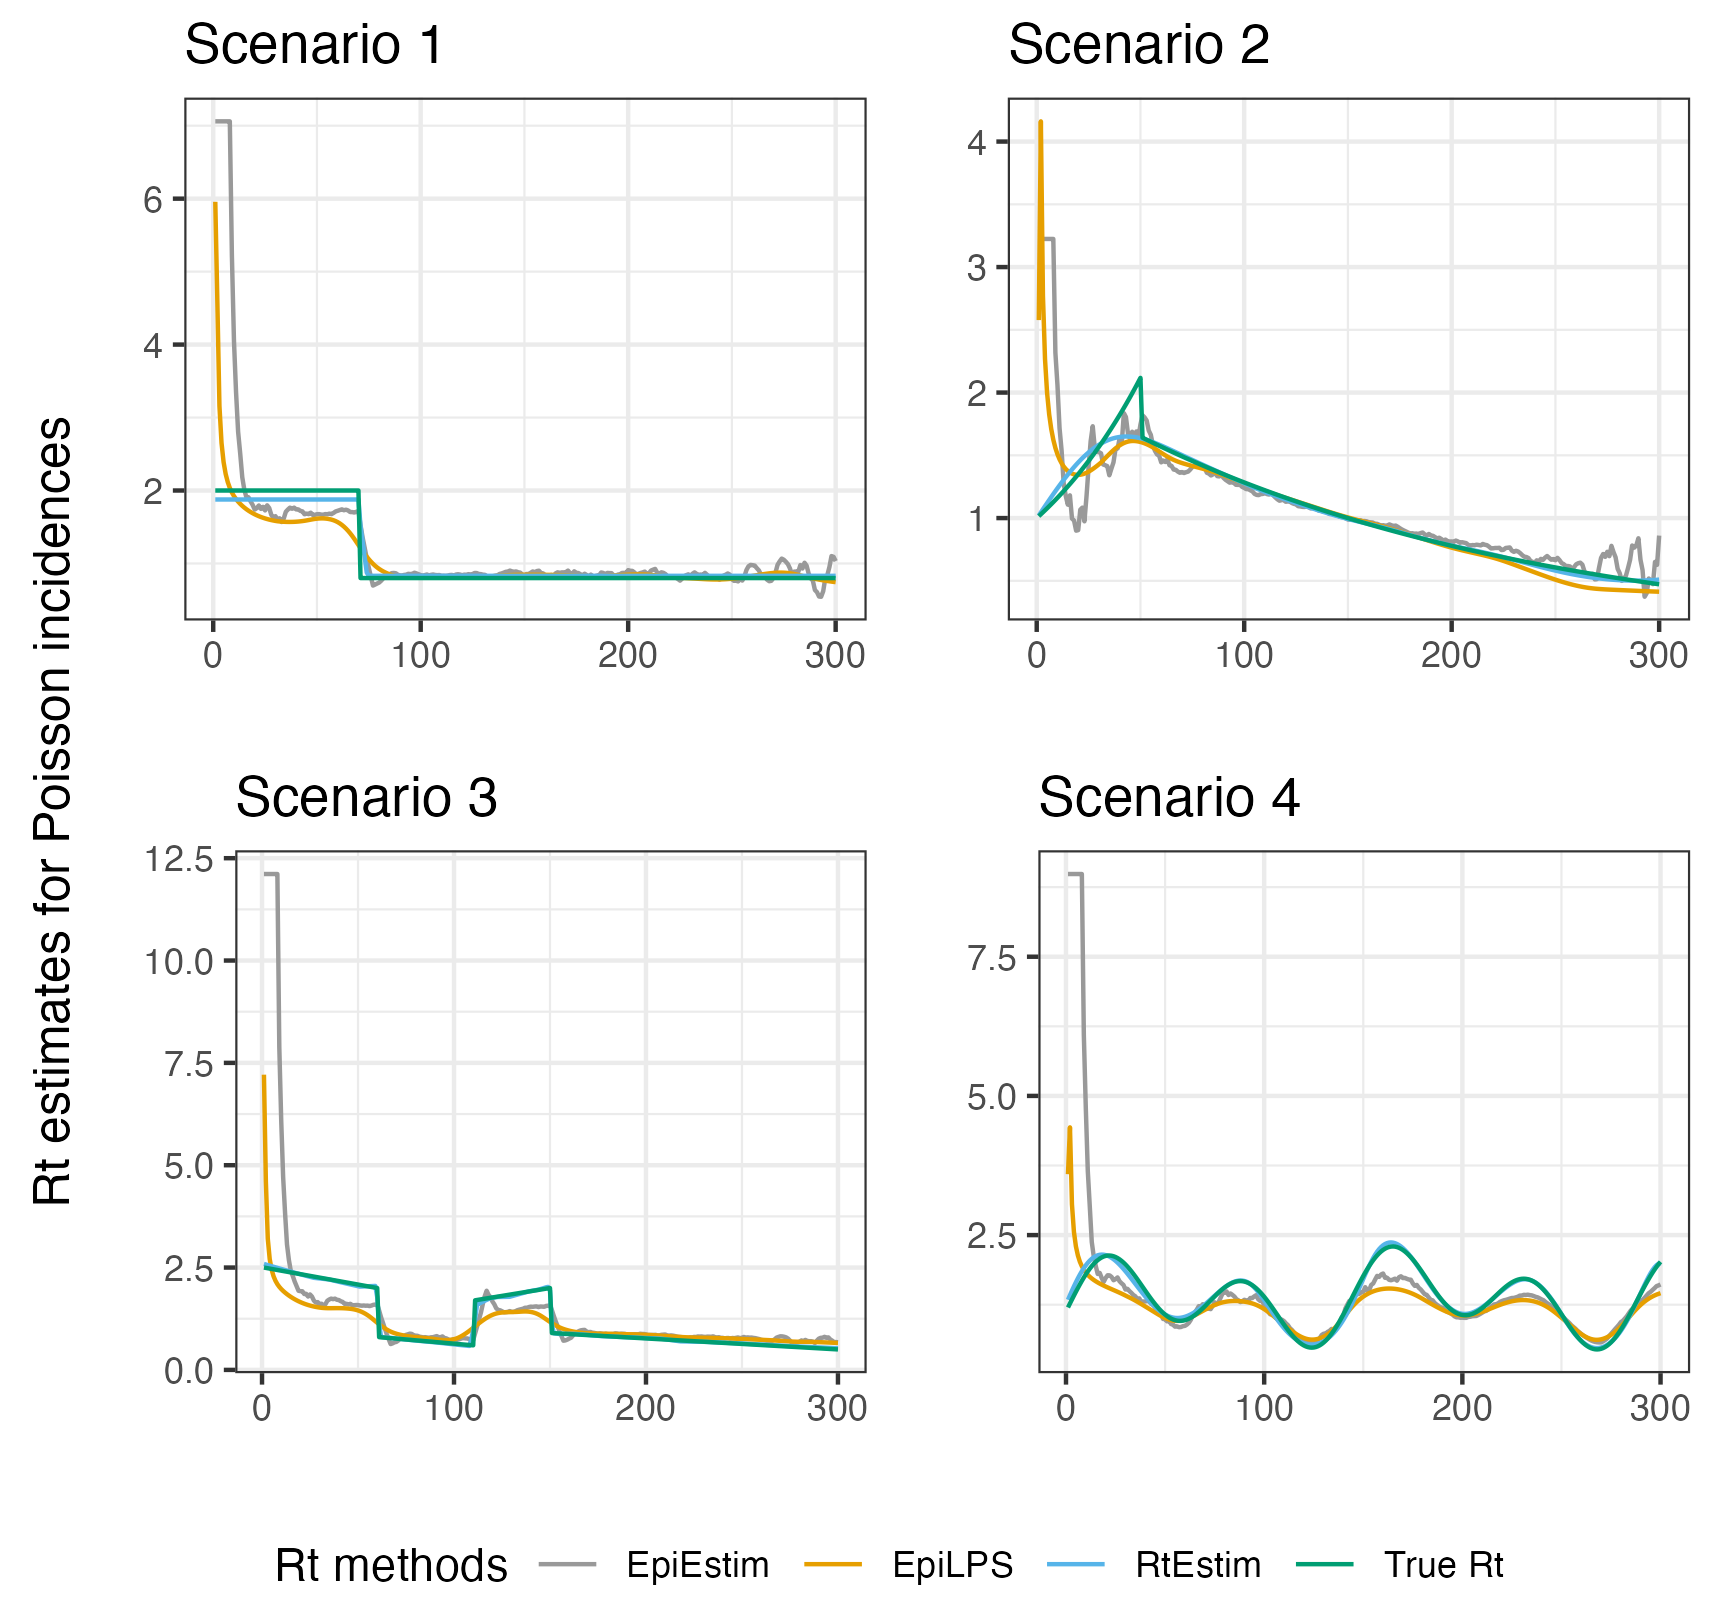 Scenario 1
Scenario 2
6
4
2
0 100 200 300
4
3
2
1
0 100 200 300
Rt estimates for Poisson incidences
Scenario 3
Scenario 4
12.5
10.0
7.5
5.0
2.5
0.0
0 100 200 300
7.5
5.0
2.5
0 100 200 300
Rt methods EpiEstim EpiLPS RtEstim True Rt